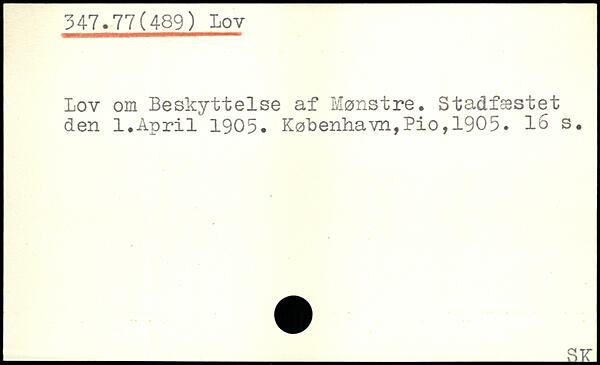 347.77(489) Lov
Lov om Beskyttelse af Mønstre. Stadfæstet
den 1.April 1905. København,Pio,1905. 16 s.
SK